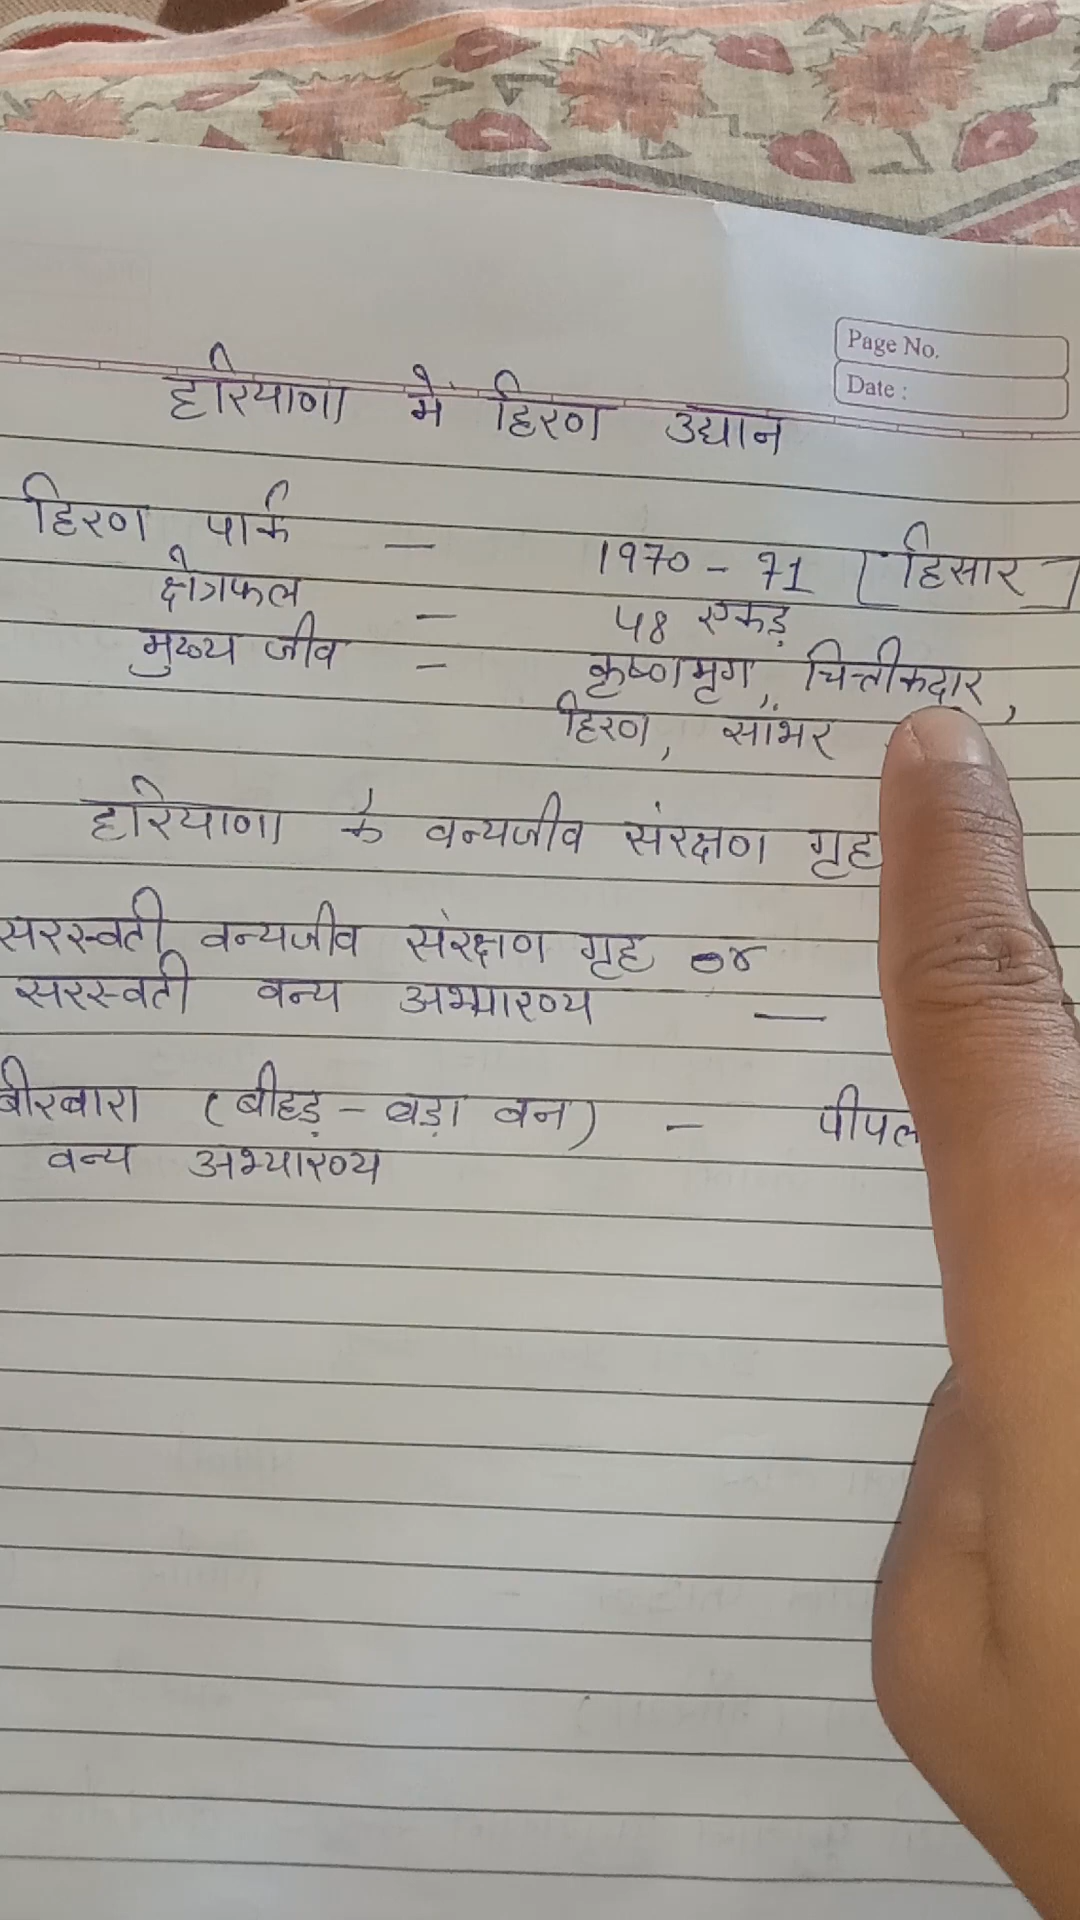 Page No.
Date :
हरियाणा में हिरण उद्यान
हिरण पार्क — 1970 - 71 [हिसार]
क्षेत्रफल — 48 एकड़
मुख्य जीव — कृष्णमृग, चित्तीकदार,
हिरण, सांभर
हरियाणा के वन्यजीव संरक्षण गृह
सरस्वती वन्यजीव संरक्षण गृह or
सरस्वती वन्य अभ्यारण्य —
बीरबारा (बीहड़ - बड़ा वन) —
वन्य अभ्यारण्य